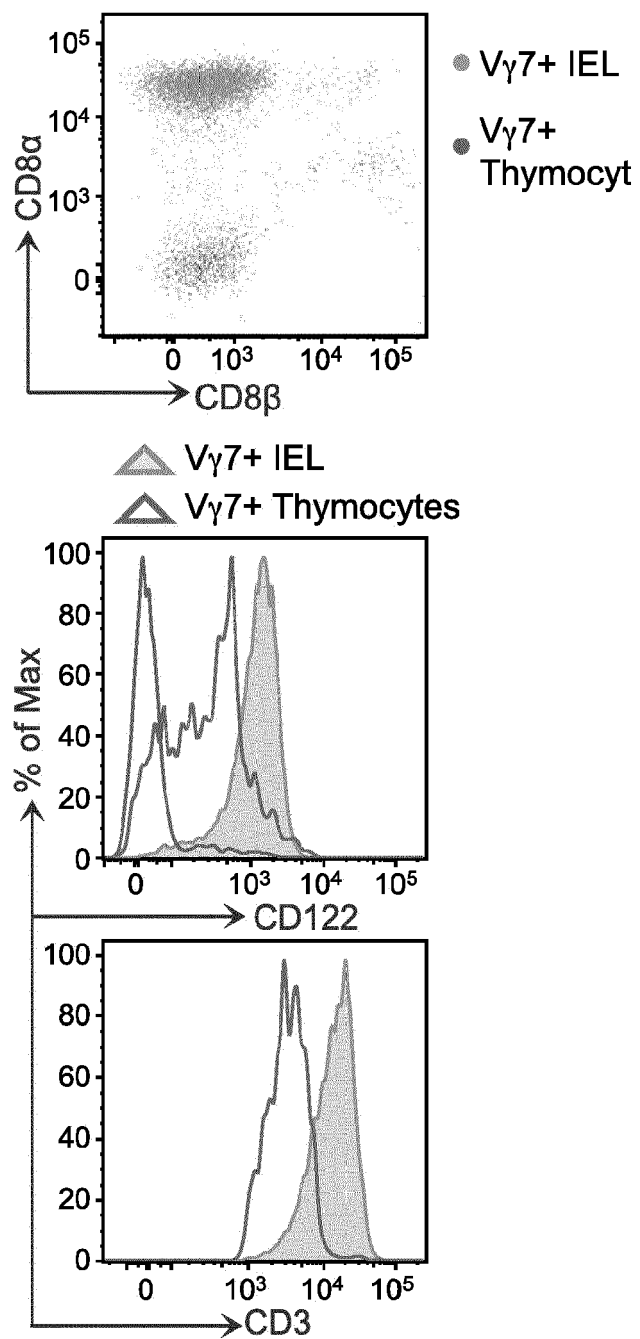 10⁵
10⁴
10³
0
CD8α
0 10³ 10⁴ 10⁵
CD8β
Vγ7+ IEL
Vγ7+
Thymocyt
Vγ7+ IEL
Vγ7+ Thymocytes
% of Max
100
80
60
40
20
0
0 10³ 10⁴ 10⁵
CD122
100
80
60
40
20
0
0 10³ 10⁴ 10⁵
CD3